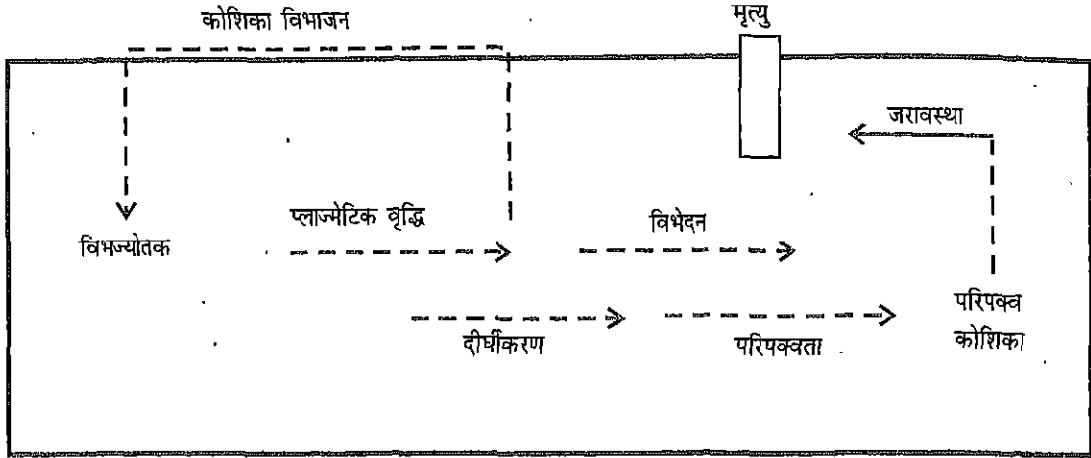 कोशिका विभाजन
मृत्यु
जरावस्था
प्लाज्मेटिक वृद्धि
विभेदन
विभज्योतक
परिपक्व
कोशिका
दीर्घीकरण
परिपक्वता